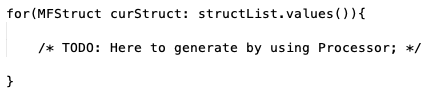 for(MFStruct curStruct: structList.values()){
/* TODO: Here to generate by using Processor; */
}